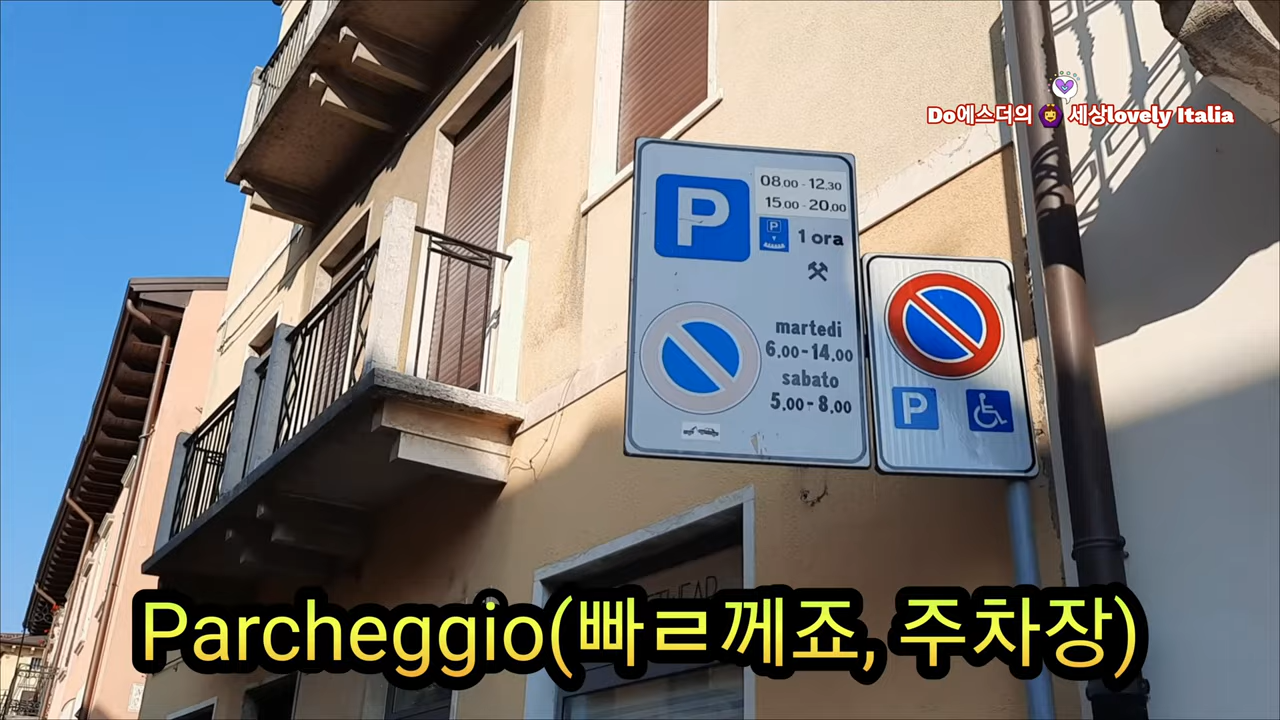 Do에스더의 세상lovely Italia
P
08.00 - 12.30
15.00 - 20.00
P
1 ora
martedi
6.00 - 14.00
sabato
5.00 - 8.00
P
Parcheggio(빠르께죠, 주차장)